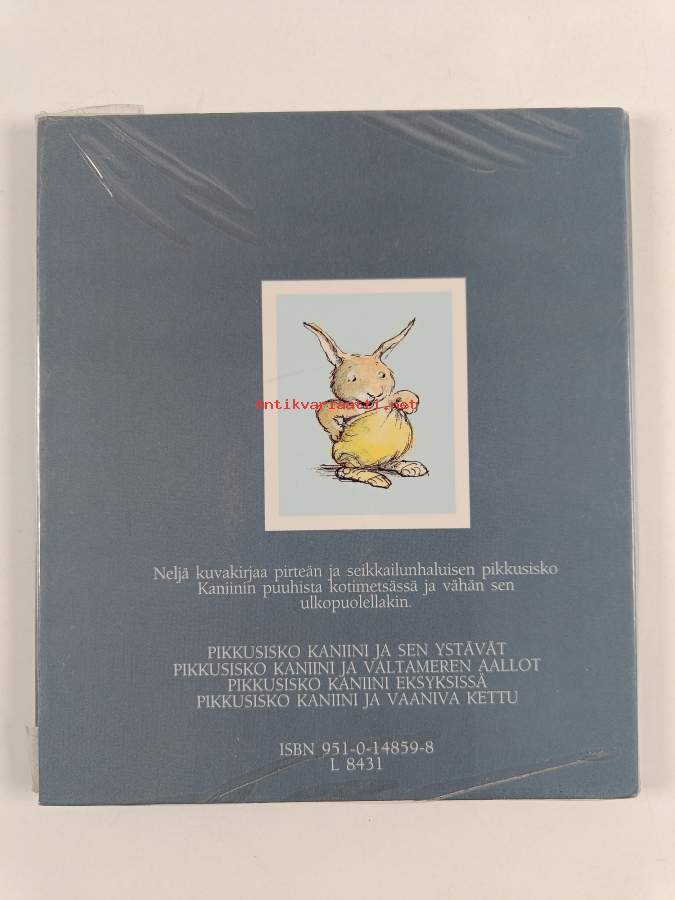 Antikvariaatti.net
Neljä kuvakirjaa pirteän ja seikkailunhaluisen pikkusisko
Kaniinin puuhista kotimetsässä ja vähän sen
ulkopuolellakin.
PIKKUSISKO KANIINI JA SEN YSTÄVÄT
PIKKUSISKO KANIINI JA VALTAMEREN AALLOT
PIKKUSISKO KANIINI EKSYKSISSÄ
PIKKUSISKO KANIINI JA VAANIVA KETTU
ISBN 951-0-14859-8
L 8431